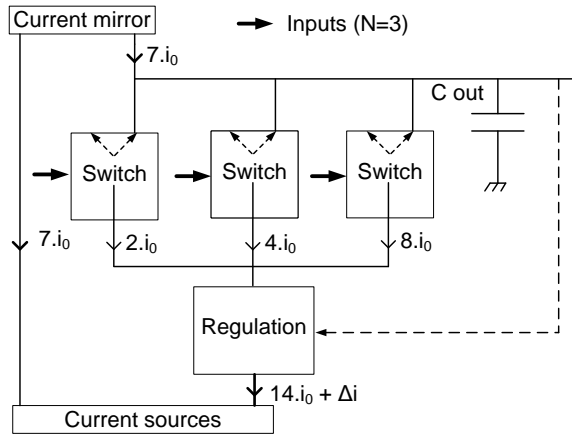 Current mirror
Inputs (N=3)
7.i₀
C out
Switch
Switch
Switch
7.i₀
2.i₀
4.i₀
8.i₀
Regulation
14.i₀ + Δi
Current sources